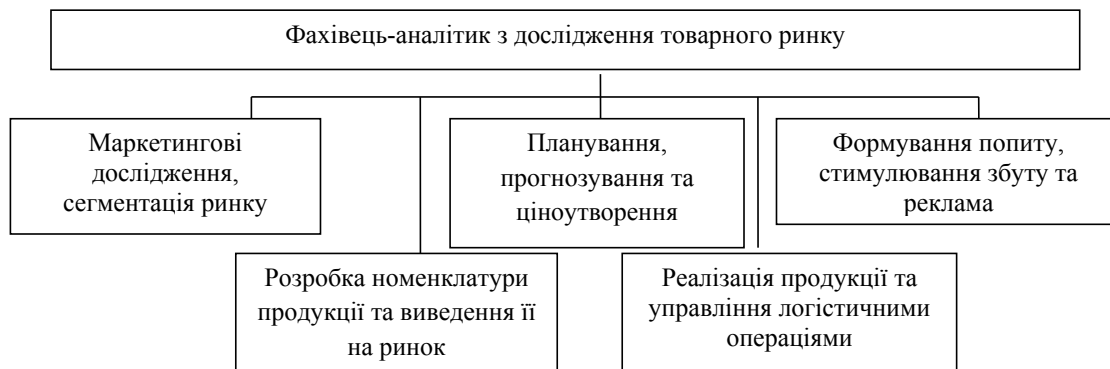 Фахівець-аналітик з дослідження товарного ринку
Маркетингові
дослідження,
сегментація ринку
Планування,
прогнозування та
ціноутворення
Формування попиту,
стимулювання збуту та
реклама
Розробка номенклатури
продукції та виведення її
на ринок
Реалізація продукції та
управління логістичними
операціями